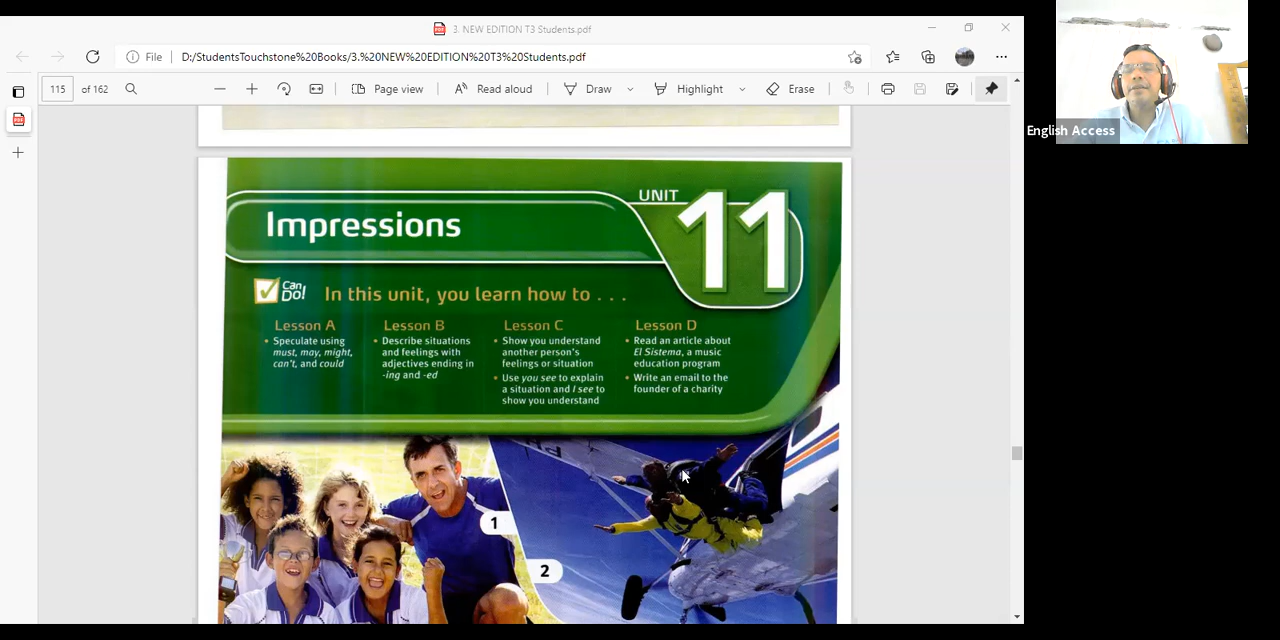 3. NEW EDITION T3 Students.pdf
File
D:/StudentsTouchstone%20Books/3.%20NEW%20EDITION%20T3%20Students.pdf
115 of 162
Page view
Read aloud
Draw
Highlight
Erase
English Access
UNIT
11
Impressions
Can Do!
In this unit, you learn how to . . .
Lesson A
• Speculate using
must, may, might,
can't, and could
Lesson B
• Describe situations
and feelings with
adjectives ending in
-ing and -ed
Lesson C
• Show you understand
another person's
feelings or situation
• Use you see to explain
a situation and I see to
show you understand
Lesson D
• Read an article about
El Sistema, a music
education program
• Write an email to the
founder of a charity
1
2